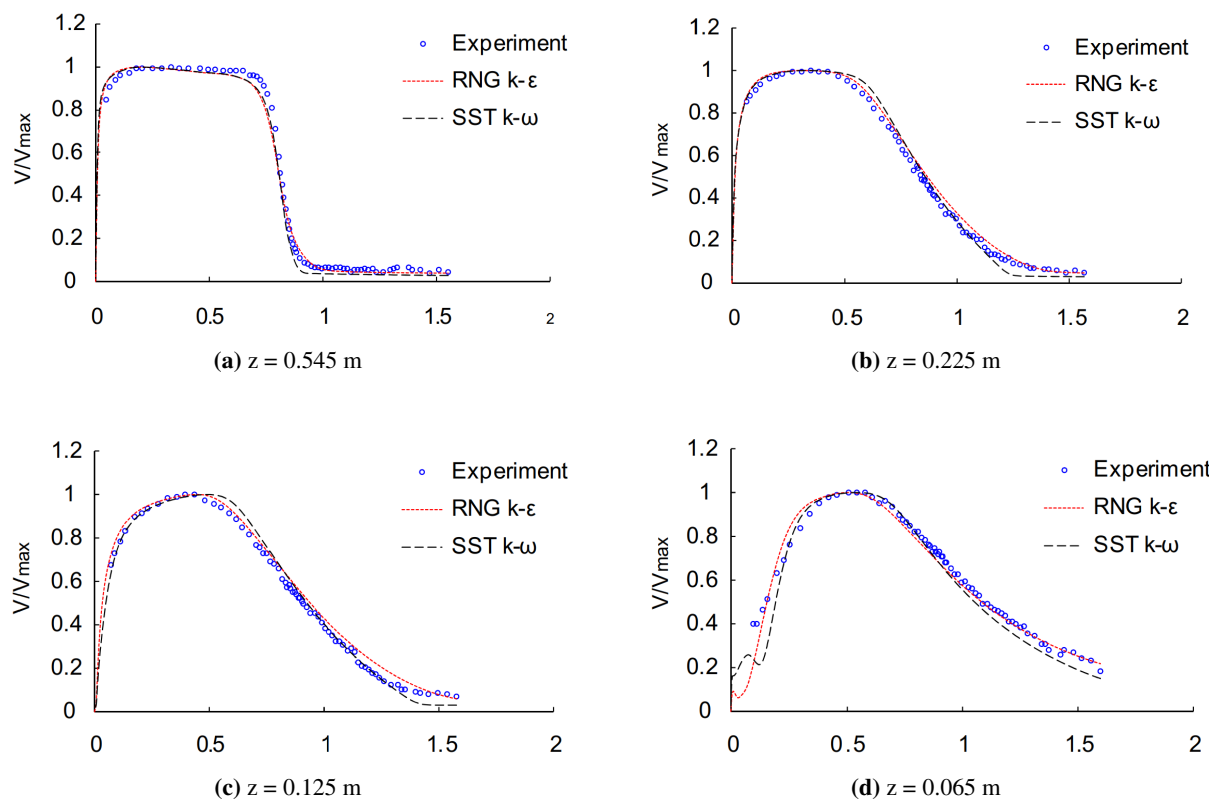 1.2
1
0.8
0.6
0.4
0.2
0
V/Vmax
0 0.5 1 1.5 2
Experiment
RNG k-ε
SST k-ω
(a) z = 0.545 m
1.2
1
0.8
0.6
0.4
0.2
0
V/Vmax
0 0.5 1 1.5 2
Experiment
RNG k-ε
SST k-ω
(b) z = 0.225 m
1.2
1
0.8
0.6
0.4
0.2
0
V/Vmax
0 0.5 1 1.5 2
Experiment
RNG k-ε
SST k-ω
(c) z = 0.125 m
1.2
1
0.8
0.6
0.4
0.2
0
V/Vmax
0 0.5 1 1.5 2
Experiment
RNG k-ε
SST k-ω
(d) z = 0.065 m